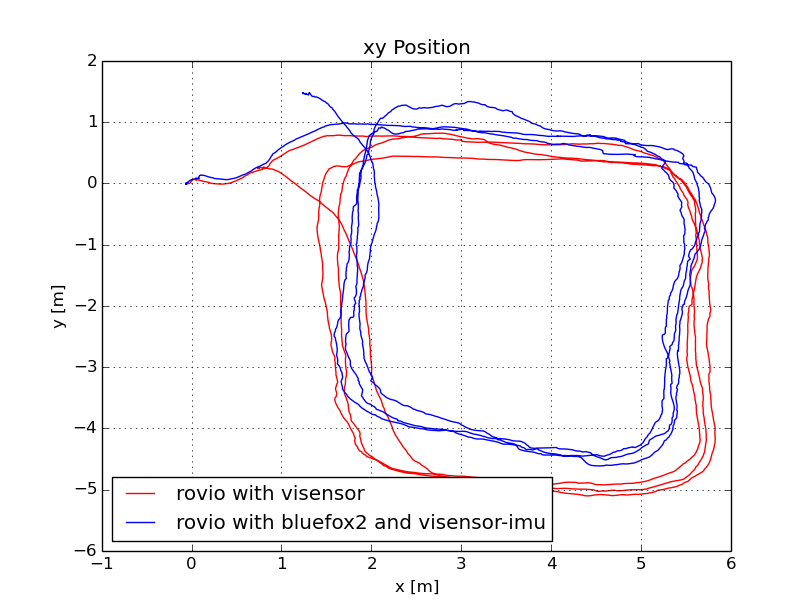 xy Position
2
1
0
−1
−2
−3
−4
−5
−6
y [m]
rovio with visensor
rovio with bluefox2 and visensor-imu
−1 0 1 2 3 4 5 6
x [m]